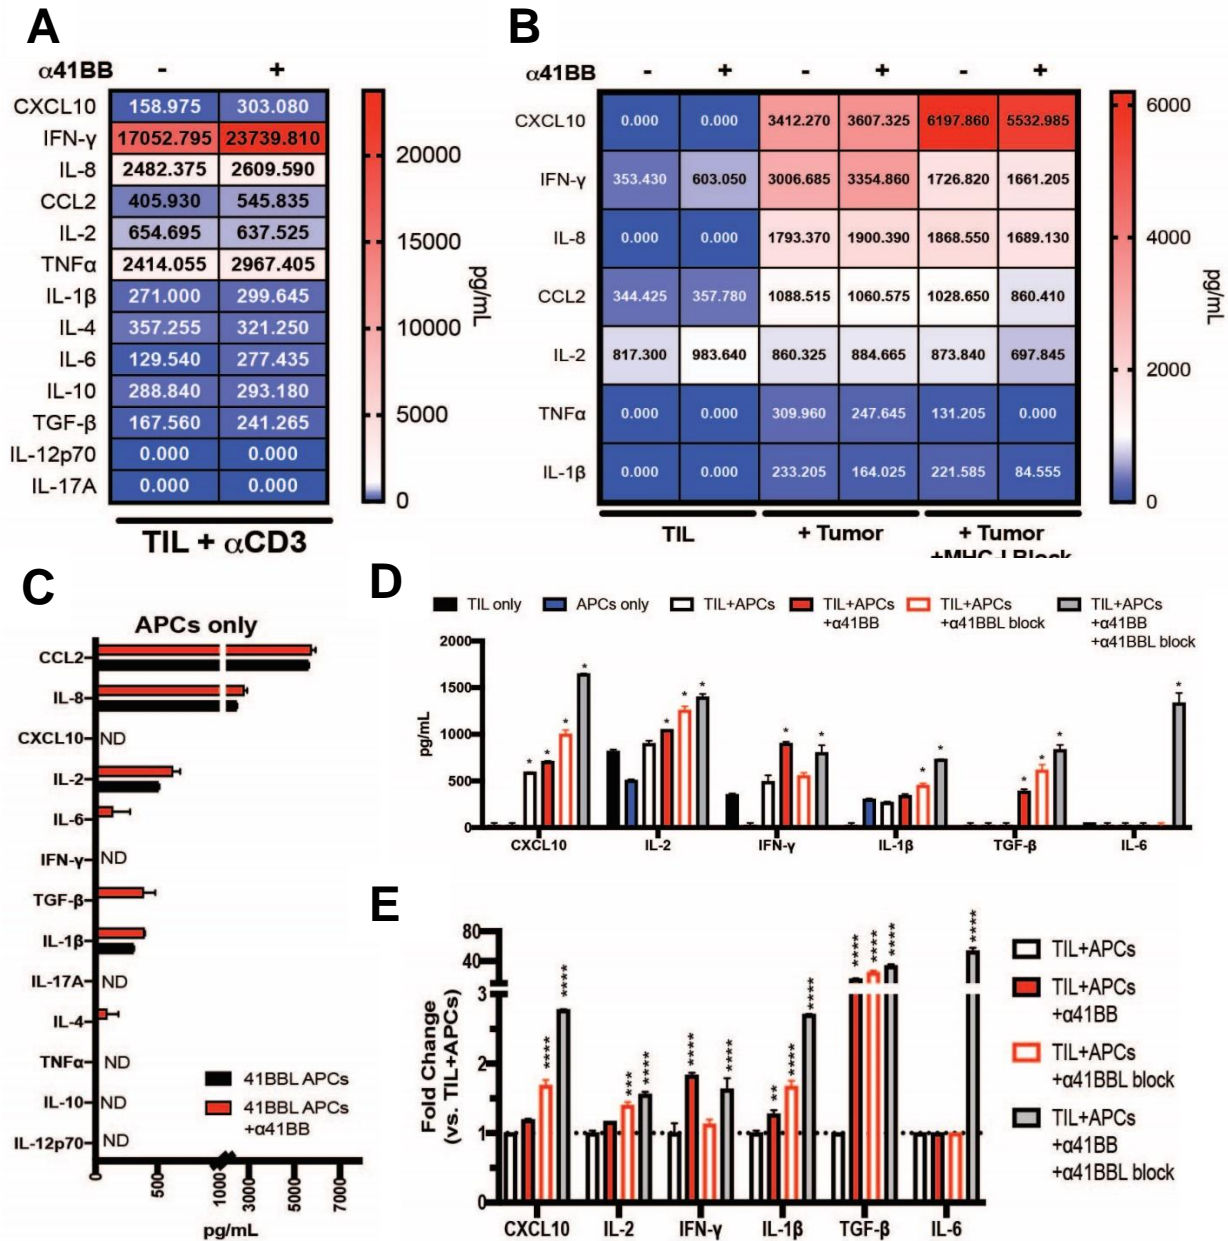 A
α41BB - +
CXCL10 158.975 303.080
IFN-γ 17052.795 23739.810
IL-8 2482.375 2609.590
CCL2 405.930 545.835
IL-2 654.695 637.525
TNFα 2414.055 2967.405
IL-1β 271.000 299.645
IL-4 357.255 321.250
IL-6 129.540 277.435
IL-10 288.840 293.180
TGF-β 167.560 241.265
IL-12p70 0.000 0.000
IL-17A 0.000 0.000
TIL + αCD3
20000
15000
10000
5000
0
pg/mL
B
α41BB - + - + - +
CXCL10 0.000 0.000 3412.270 3607.325 6197.860 5532.985
IFN-γ 353.430 603.050 3006.685 3354.860 1726.820 1661.205
IL-8 0.000 0.000 1793.370 1900.390 1868.550 1689.130
CCL2 344.425 357.780 1088.515 1060.575 1028.650 860.410
IL-2 817.300 983.640 860.325 884.665 873.840 697.845
TNFα 0.000 0.000 309.960 247.645 131.205 0.000
IL-1β 0.000 0.000 233.205 164.025 221.585 84.555
TIL + Tumor + Tumor
+MHC-I Block
6000
4000
2000
0
pg/mL
C
APCs only
CCL2
IL-8
CXCL10 ND
IL-2
IL-6
IFN-γ ND
TGF-β
IL-1β
IL-17A ND
IL-4
TNFα ND
IL-10 ND
IL-12p70 ND
41BBL APCs
41BBL APCs
+α41BB
0 500 1000 3000 5000 7000
pg/mL
D
TIL only APCs only TIL+APCs TIL+APCs TIL+APCs TIL+APCs
+α41BB +α41BBL block +α41BB
+α41BBL block
2000
1500
1000
500
0
pg/mL
* * * *
* * *
* *
* *
* * *
*
CXCL10 IL-2 IFN-γ IL-1β TGF-β IL-6
E
80
40
3
2
1
0
Fold Change
(vs. TIL+APCs)
**** ****
*** ****
**** ****
** **** ****
**** **** ****
****
CXCL10 IL-2 IFN-γ IL-1β TGF-β IL-6
TIL+APCs
TIL+APCs
+α41BB
TIL+APCs
+α41BBL block
TIL+APCs
+α41BB
+α41BBL block